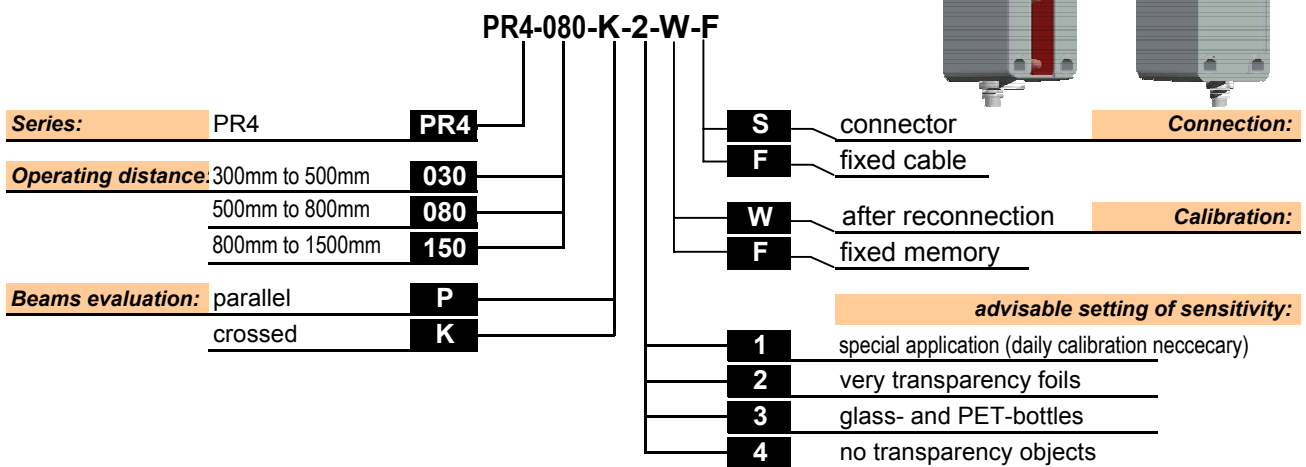 PR4-080-K-2-W-F
Series: PR4 PR4
Operating distance: 300mm to 500mm 030
500mm to 800mm 080
800mm to 1500mm 150
Beams evaluation: parallel P
crossed K
S connector Connection:
F fixed cable
W after reconnection Calibration:
F fixed memory
advisable setting of sensitivity:
1 special application (daily calibration neccecary)
2 very transparency foils
3 glass- and PET-bottles
4 no transparency objects